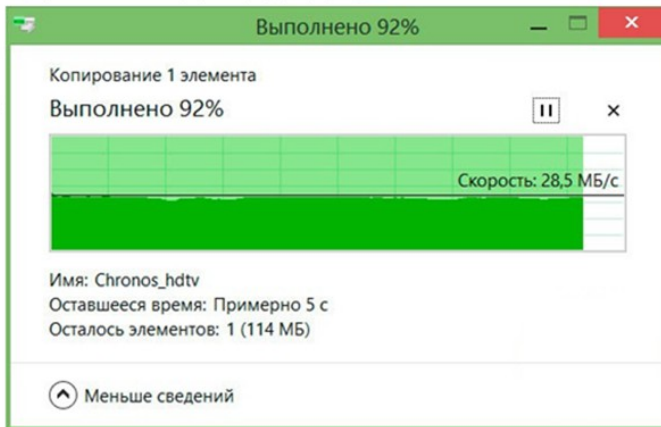 Выполнено 92%
Копирование 1 элемента
Выполнено 92%
Скорость: 28,5 МБ/с
Имя: Chronos_hdtv
Оставшееся время: Примерно 5 с
Осталось элементов: 1 (114 МБ)
Меньше сведений